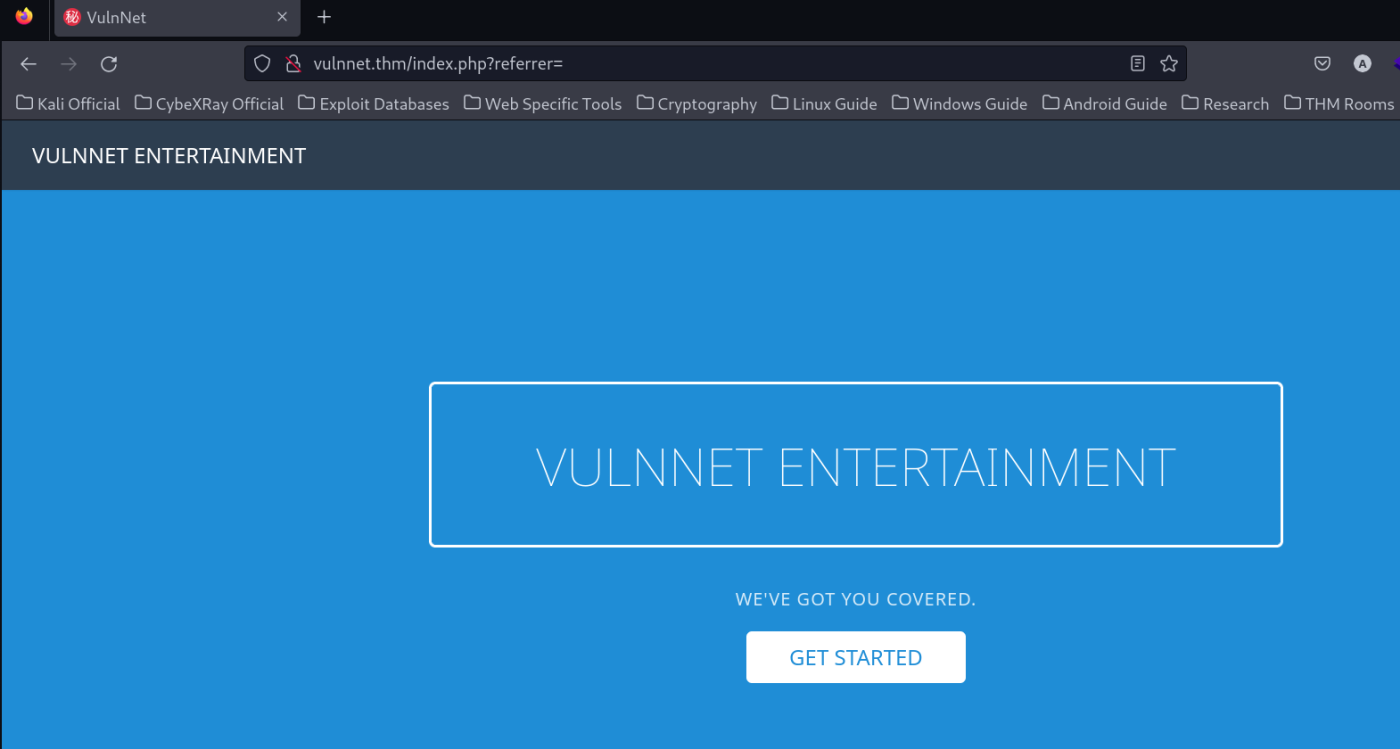 秘 VulnNet
vulnnet.thm/index.php?referrer=
A
Kali Official CybeXRay Official Exploit Databases Web Specific Tools Cryptography Linux Guide Windows Guide Android Guide Research THM Rooms
VULNNET ENTERTAINMENT
VULNNET ENTERTAINMENT
WE'VE GOT YOU COVERED.
GET STARTED